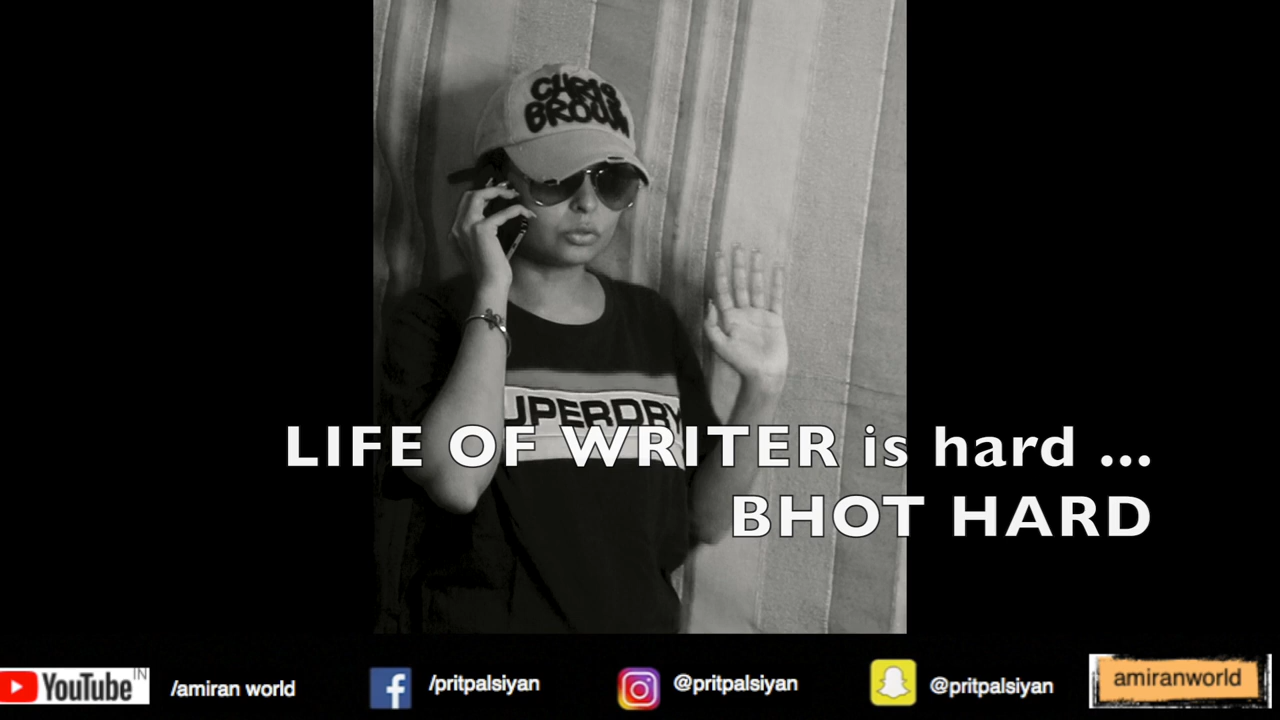 CHRIS
BROWN
UPERDRY
LIFE OF WRITER is hard ...
BHOT HARD
YouTube IN
/amiran world
/pritpalsiyan
@pritpalsiyan
@pritpalsiyan
amiranworld